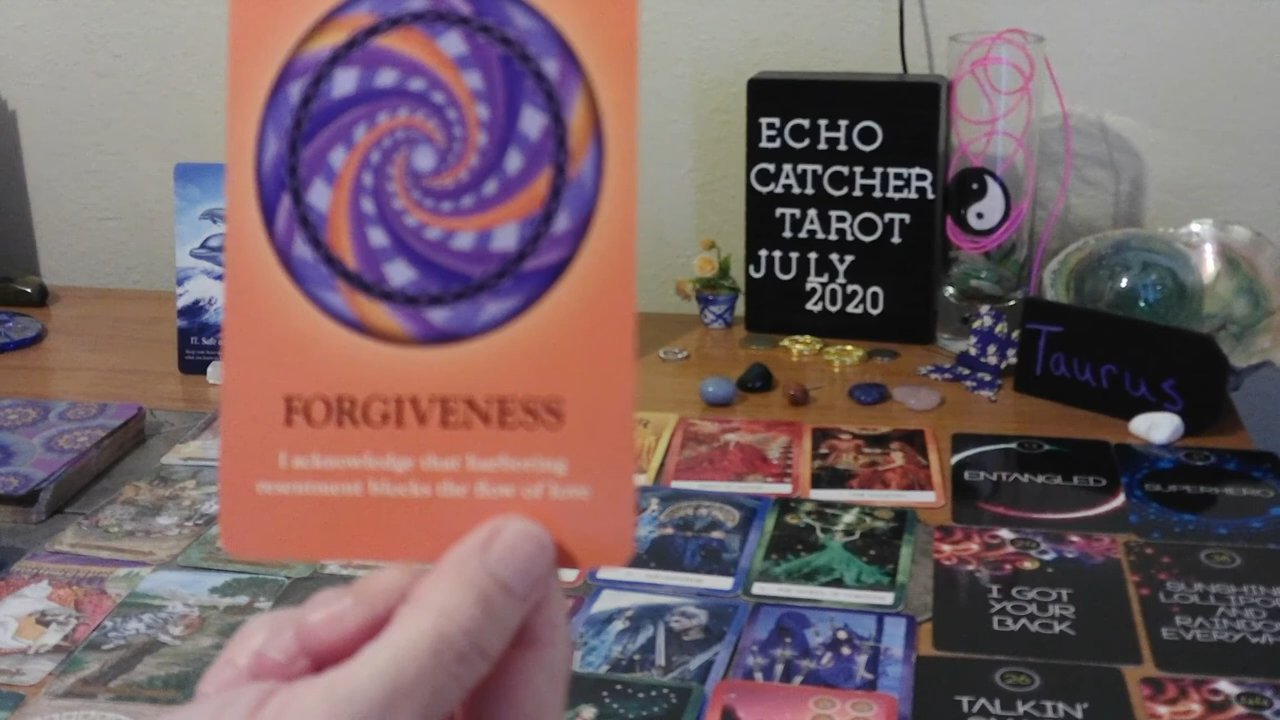 ECHO
CATCHER
TAROT
JULY
2020
Taurus
FORGIVENESS
I acknowledge that harboring
resentment blocks the flow of love
ENTANGLED
SUPERHERO
I GOT
YOUR
BACK
SUNSHINE
LOLLIPOPS
AND
RAINBOWS
26
TALKIN'